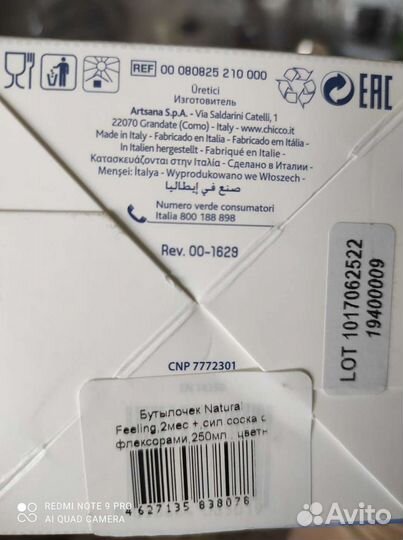 REF 00 080825 210 000
Üretici
Изготовитель
Artsana S.p.A. - Via Saldarini Catelli, 1
22070 Grandate (Como) - Italy - www.chicco.it
Made in Italy - Fabricado en Italia - Fabricado em Itália -
In Italien hergestellt - Fabriqué en Italie -
Κατασκευάζονται στην Ιταλία - Сделано в Италии -
Menşei: İtalya - Wyprodukowano we Włoszech -
صنع في إيطاليا
Numero verde consumatori
Italia 800 188 898
EAC
Rev. 00-1629
LOT 1017062522
19400009
CNP 7772301
Бутылочек Natural
Feeling,2мес +,сил соска с
флексорами,250мл , цветн
4 627135 838078
REDMI NOTE 9 PRO
AI QUAD CAMERA
Avito